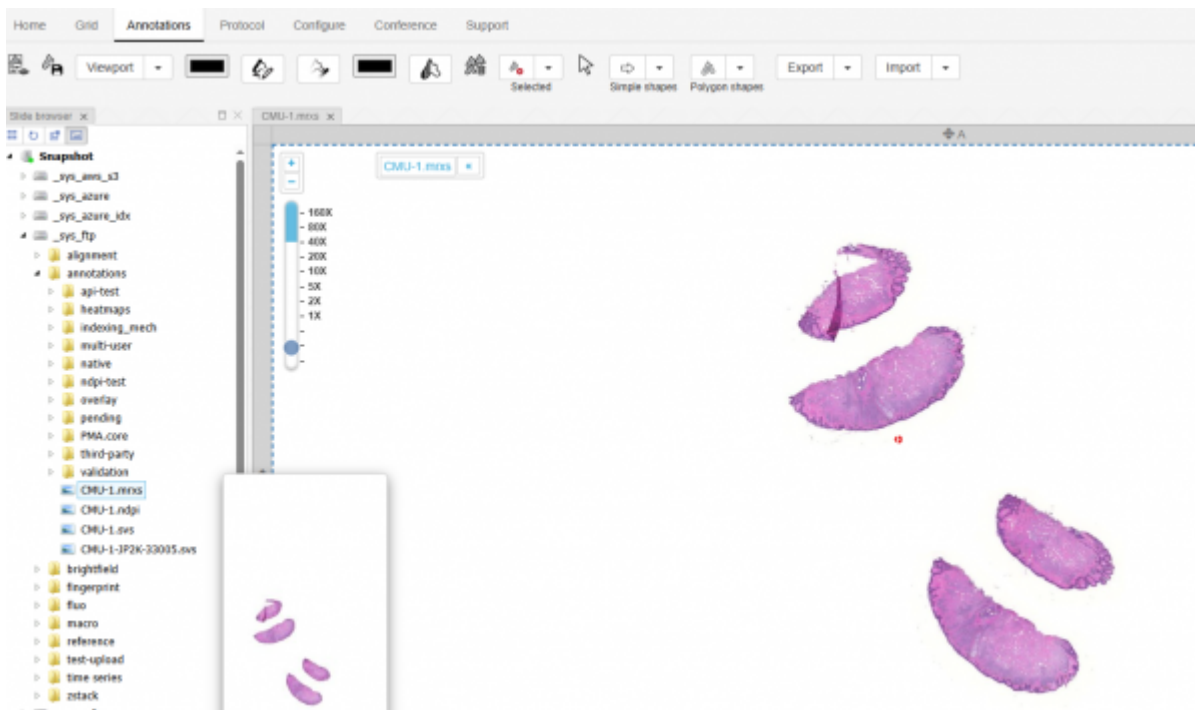 Home Grid Annotations Protocol Configure Conference Support
Viewport Export Import
Selected Simple shapes Polygon shapes
Slide browser CMU-1.mrxs
A
Snapshot
_sys_aws_s3
_sys_azure
_sys_azure_idx
_sys_ftp
alignment
annotations
api-test
heatmaps
indexing_mech
multi-user
native
ndpi-test
overlay
pending
PMA.core
third-party
validation
CMU-1.mrxs
CMU-1.ndpi
CMU-1.svs
CMU-1-JP2K-33005.svs
brightfield
fingerprint
fluo
macro
reference
test-upload
time series
zstack
+
CMU-1.mrxs «
−
160X
80X
40X
20X
10X
5X
2X
1X